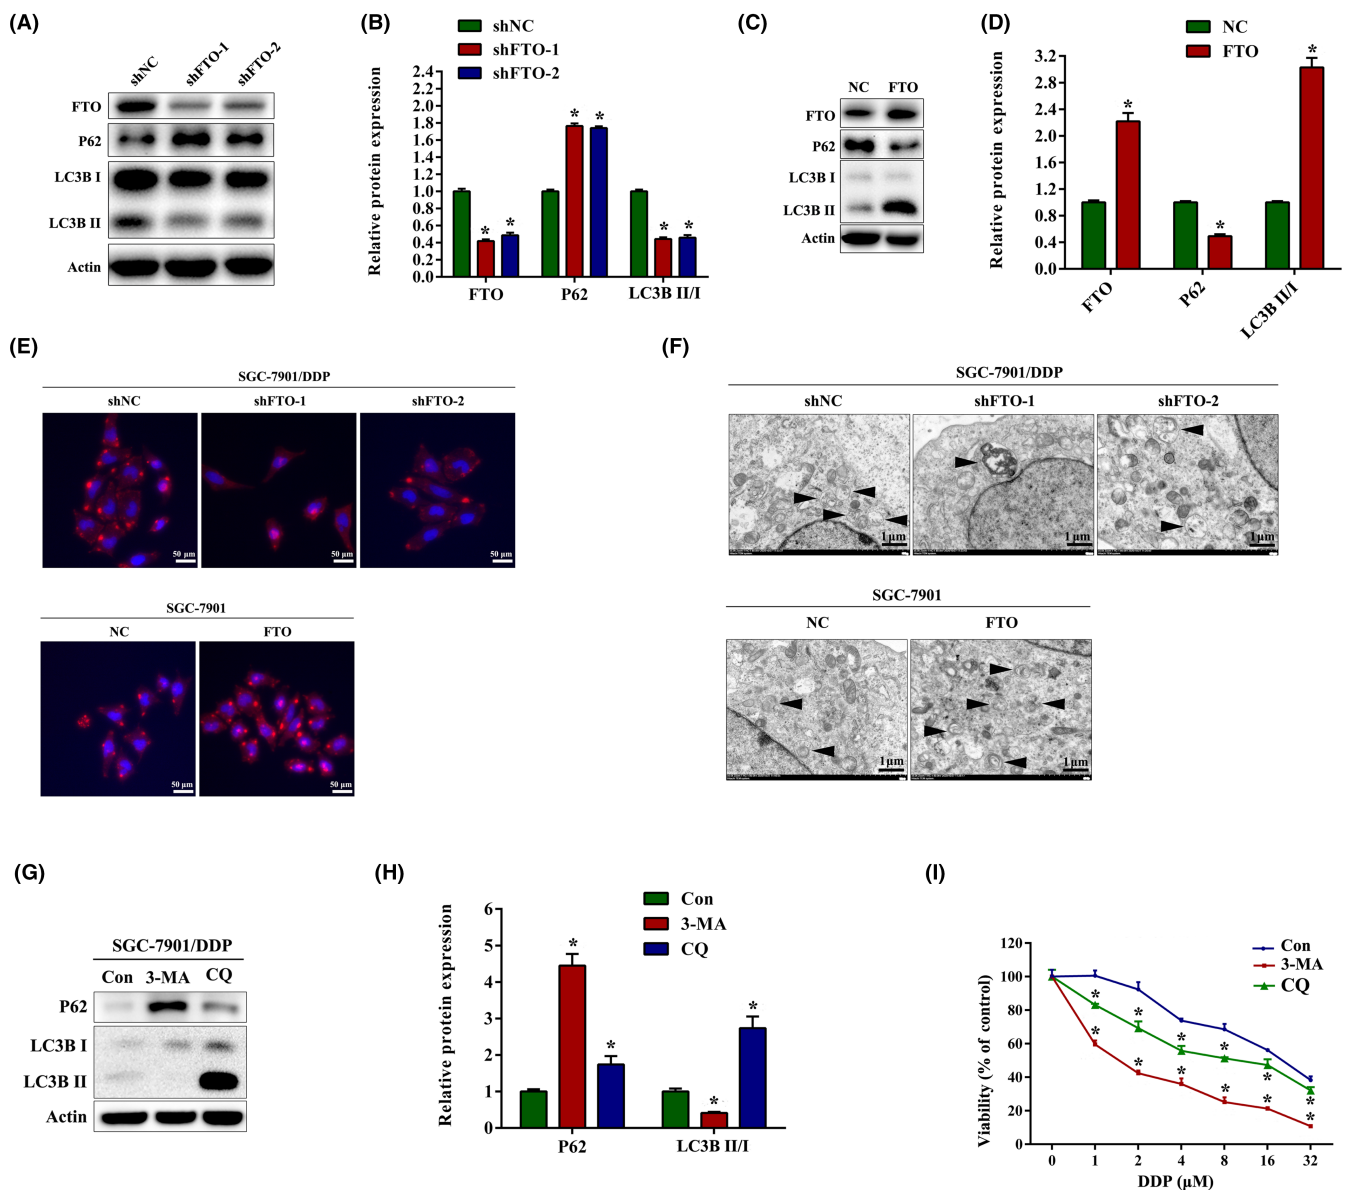 (A)
shNC
shFTO-1
shFTO-2
FTO
P62
LC3B I
LC3B II
Actin
(B)
shNC
shFTO-1
shFTO-2
Relative protein expression
2.4
2.2
2.0
1.8
1.6
1.4
1.2
1.0
0.8
0.6
0.4
0.2
0.0
* * * * * *
FTO P62 LC3B II/I
(C)
NC FTO
FTO
P62
LC3B I
LC3B II
Actin
(D)
NC
FTO
Relative protein expression
3.2
2.8
2.4
2.0
1.6
1.2
0.8
0.4
0.0
* * *
FTO P62 LC3B II/I
(E)
SGC-7901/DDP
shNC shFTO-1 shFTO-2
50 μm 50 μm 50 μm
SGC-7901
NC FTO
50 μm 50 μm
(F)
SGC-7901/DDP
shNC shFTO-1 shFTO-2
1μm 1μm 1μm
SGC-7901
NC FTO
1μm 1μm
(G)
SGC-7901/DDP
Con 3-MA CQ
P62
LC3B I
LC3B II
Actin
(H)
Con
3-MA
CQ
Relative protein expression
6
5
4
3
2
1
0
* * * *
P62 LC3B II/I
(I)
Con
3-MA
CQ
Viability (% of control)
120
100
80
60
40
20
0
* * * * * *
* * * * * *
0 1 2 4 8 16 32
DDP (μM)